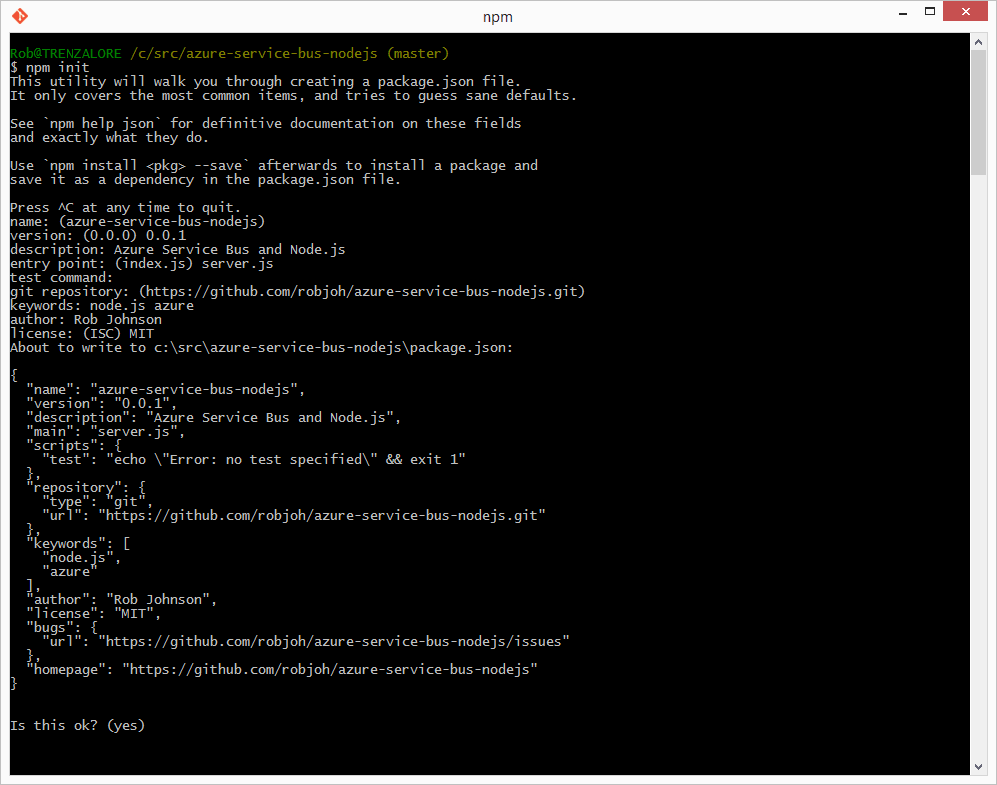 npm
Rob@TRENZALORE /c/src/azure-service-bus-nodejs (master)
$ npm init
This utility will walk you through creating a package.json file.
It only covers the most common items, and tries to guess sane defaults.

See `npm help json` for definitive documentation on these fields
and exactly what they do.

Use `npm install <pkg> --save` afterwards to install a package and
save it as a dependency in the package.json file.

Press ^C at any time to quit.
name: (azure-service-bus-nodejs)
version: (0.0.0) 0.0.1
description: Azure Service Bus and Node.js
entry point: (index.js) server.js
test command:
git repository: (https://github.com/robjoh/azure-service-bus-nodejs.git)
keywords: node.js azure
author: Rob Johnson
license: (ISC) MIT
About to write to c:\src\azure-service-bus-nodejs\package.json:

{
  "name": "azure-service-bus-nodejs",
  "version": "0.0.1",
  "description": "Azure Service Bus and Node.js",
  "main": "server.js",
  "scripts": {
    "test": "echo \"Error: no test specified\" && exit 1"
  },
  "repository": {
    "type": "git",
    "url": "https://github.com/robjoh/azure-service-bus-nodejs.git"
  },
  "keywords": [
    "node.js",
    "azure"
  ],
  "author": "Rob Johnson",
  "license": "MIT",
  "bugs": {
    "url": "https://github.com/robjoh/azure-service-bus-nodejs/issues"
  },
  "homepage": "https://github.com/robjoh/azure-service-bus-nodejs"
}

Is this ok? (yes)